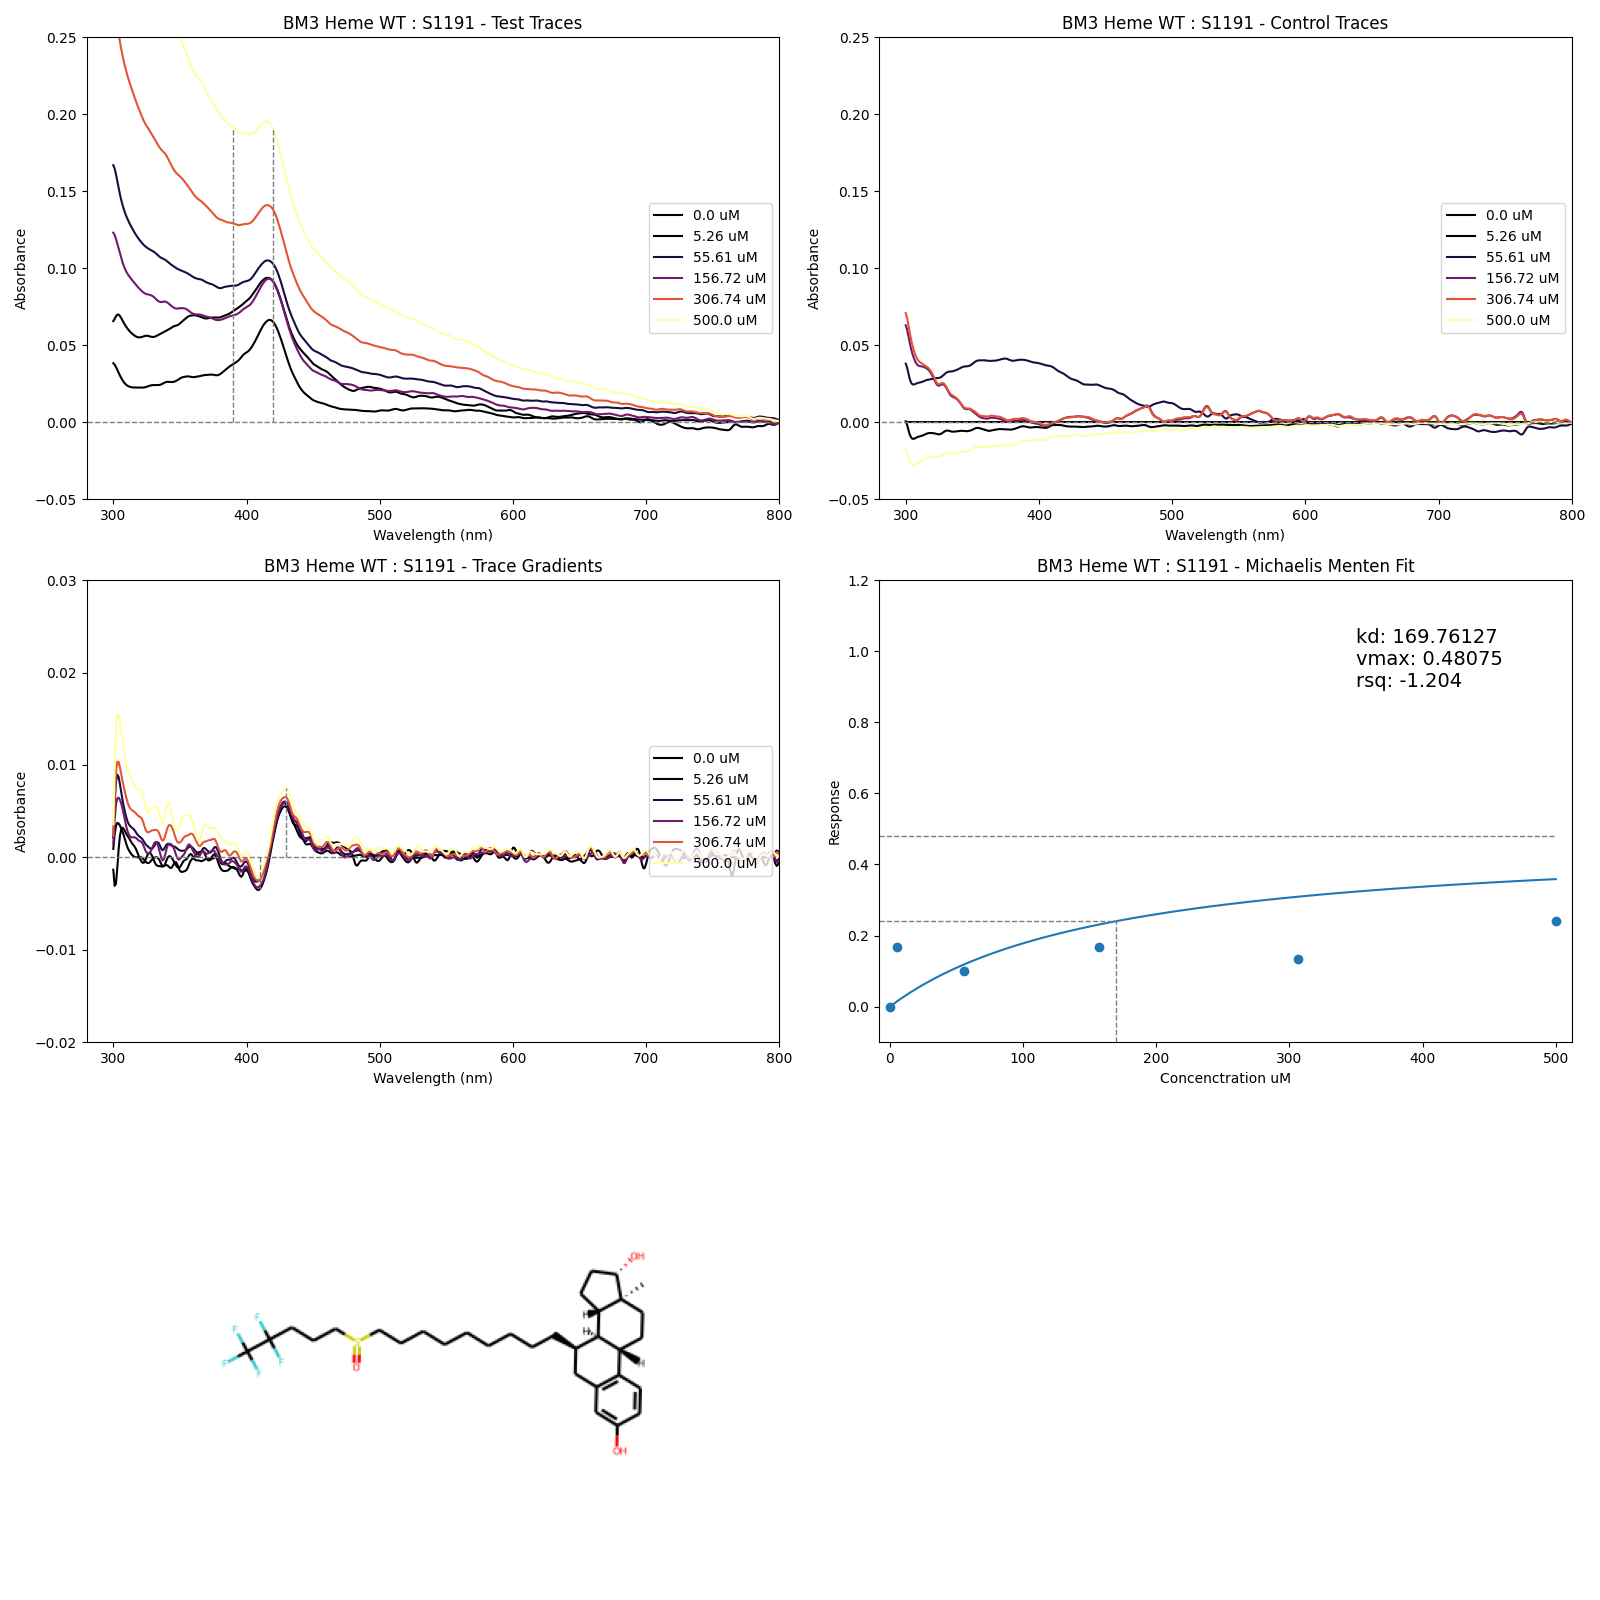 BM3 Heme WT : S1191 - Test Traces
0.25
0.20
0.15
0.10
0.05
0.00
−0.05
Absorbance
300
400
500
600
700
800
Wavelength (nm)
0.0 uM
5.26 uM
55.61 uM
156.72 uM
306.74 uM
500.0 uM
BM3 Heme WT : S1191 - Control Traces
0.25
0.20
0.15
0.10
0.05
0.00
−0.05
Absorbance
300
400
500
600
700
800
Wavelength (nm)
0.0 uM
5.26 uM
55.61 uM
156.72 uM
306.74 uM
500.0 uM
BM3 Heme WT : S1191 - Trace Gradients
0.03
0.02
0.01
0.00
−0.01
−0.02
Absorbance
300
400
500
600
700
800
Wavelength (nm)
0.0 uM
5.26 uM
55.61 uM
156.72 uM
306.74 uM
500.0 uM
BM3 Heme WT : S1191 - Michaelis Menten Fit
1.2
1.0
0.8
0.6
0.4
0.2
0.0
Response
kd: 169.76127
vmax: 0.48075
rsq: -1.204
0
100
200
300
400
500
Concenctration uM
OH
H
H
H
F
F
F
F
F
S
O
OH